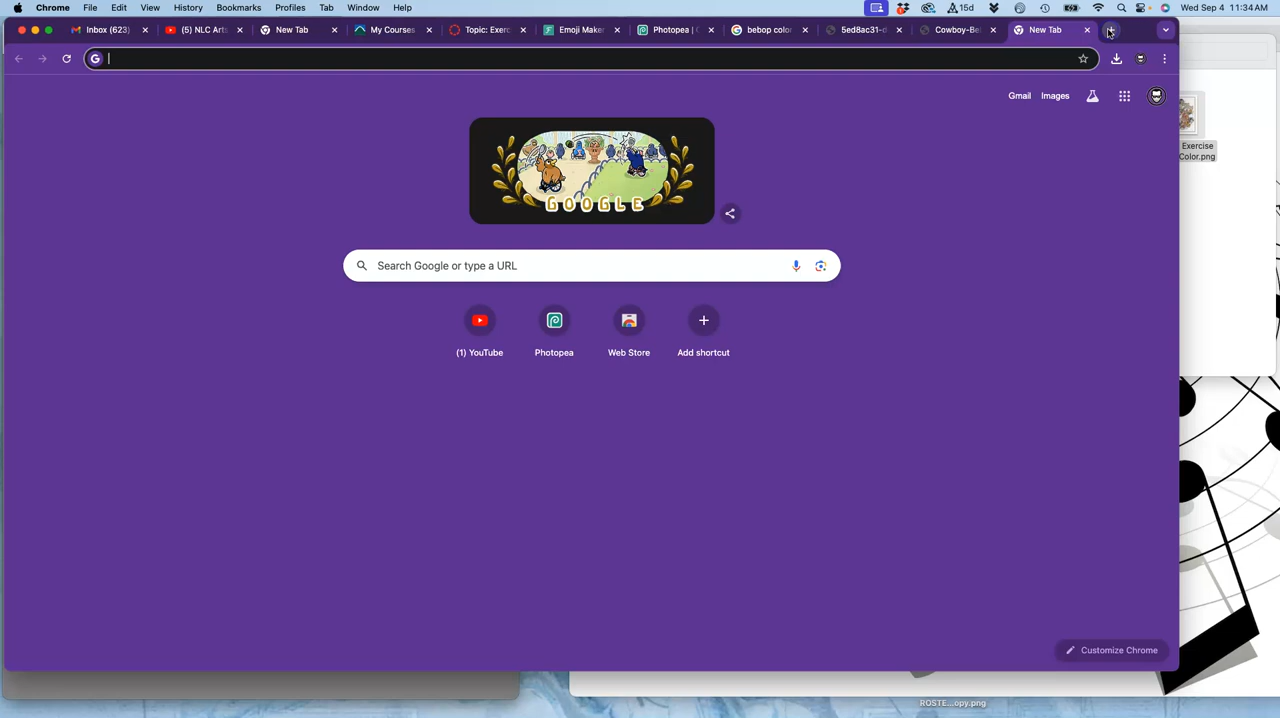 Chrome File Edit View History Bookmarks Profiles Tab Window Help 15d Wed Sep 4 11:34 AM
Inbox (623) (5) NLC Arts New Tab My Courses Topic: Exerc Emoji Maker Photopea | O bebop color 5ed8ac31-d Cowboy-Be New Tab
Gmail Images
GOOGLE
Search Google or type a URL
(1) YouTube Photopea Web Store Add shortcut
Exercise
Color.png
Customize Chrome
ROSTE...opy.png